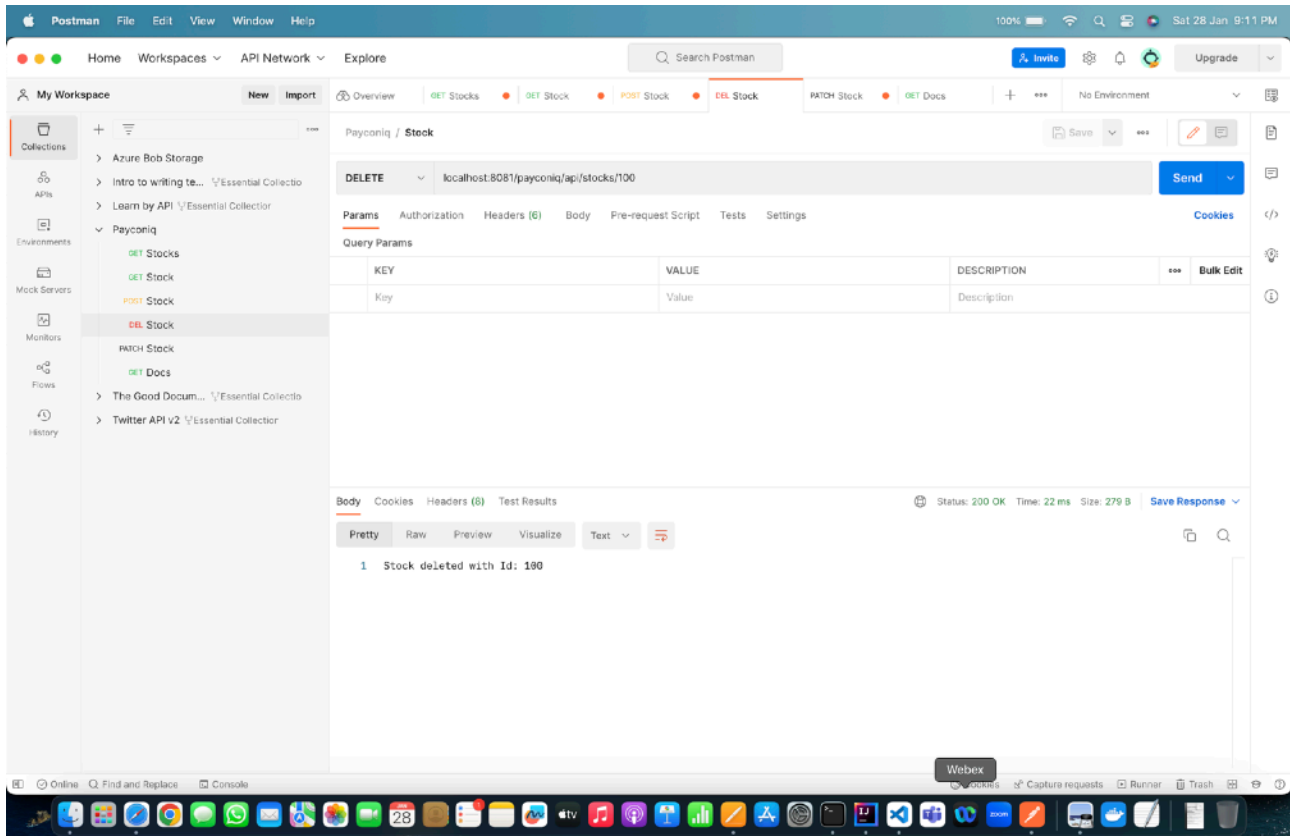 Postman File Edit View Window Help 100% Sat 28 Jan 9:11 PM
Home Workspaces API Network Explore Search Postman Invite Upgrade
My Workspace New Import Overview GET Stocks GET Stock POST Stock DEL Stock PATCH Stock GET Docs No Environment
Collections
APIs
Environments
Mock Servers
Monitors
Flows
History
Azure Bob Storage
Intro to writing te... Essential Collectio
Learn by API Essential Collection
Payconiq
GET Stocks
GET Stock
POST Stock
DEL Stock
PATCH Stock
GET Docs
The Good Docum... Essential Collectio
Twitter API v2 Essential Collection
Payconiq / Stock Save
DELETE localhost:8081/payconiq/api/stocks/100 Send
Params Authorization Headers (6) Body Pre-request Script Tests Settings Cookies
Query Params
KEY VALUE DESCRIPTION Bulk Edit
Key Value Description
Body Cookies Headers (8) Test Results Status: 200 OK Time: 22 ms Size: 279 B Save Response
Pretty Raw Preview Visualize Text
1 Stock deleted with Id: 100
Webex
Online Find and Replace Console Cookies Capture requests Runner Trash
28 tv zoom